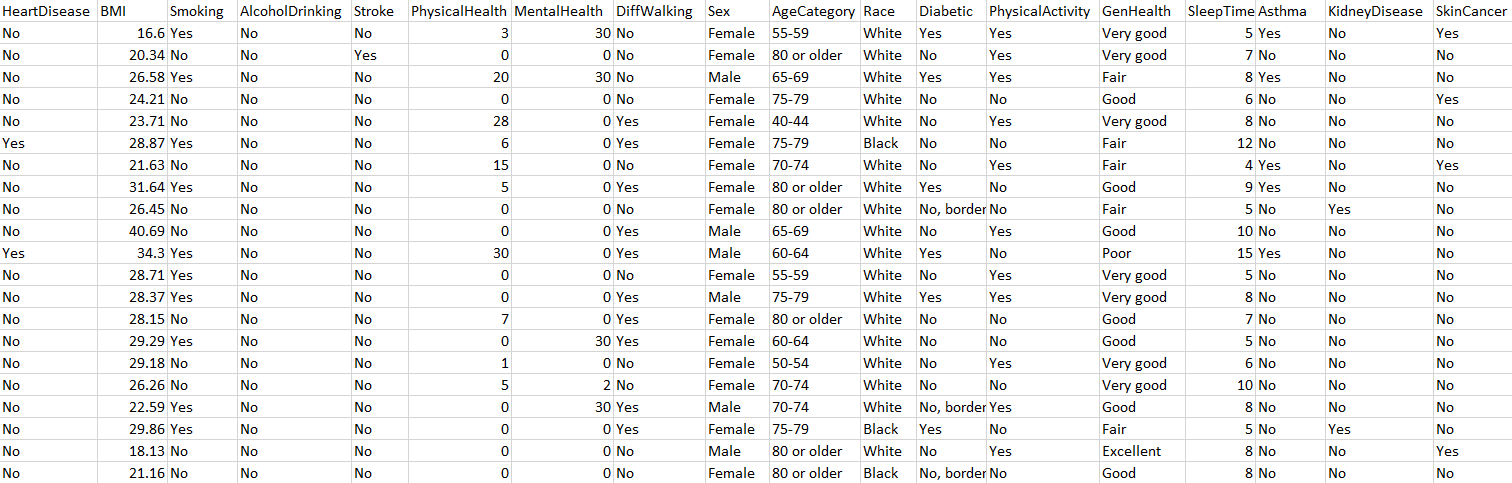 HeartDisease BMI Smoking AlcoholDrinking Stroke PhysicalHealth MentalHealth DiffWalking Sex AgeCategory Race Diabetic PhysicalActivity GenHealth SleepTime Asthma KidneyDisease SkinCancer
No 16.6 Yes No No 3 30 No Female 55-59 White Yes Yes Very good 5 Yes No Yes
No 20.34 No No Yes 0 0 No Female 80 or older White No Yes Very good 7 No No No
No 26.58 Yes No No 20 30 No Male 65-69 White Yes Yes Fair 8 Yes No No
No 24.21 No No No 0 0 No Female 75-79 White No No Good 6 No No Yes
No 23.71 No No No 28 0 Yes Female 40-44 White No Yes Very good 8 No No No
Yes 28.87 Yes No No 6 0 Yes Female 75-79 Black No No Fair 12 No No No
No 21.63 No No No 15 0 No Female 70-74 White No Yes Fair 4 Yes No Yes
No 31.64 Yes No No 5 0 Yes Female 80 or older White Yes No Good 9 Yes No No
No 26.45 No No No 0 0 No Female 80 or older White No, border No Fair 5 No Yes No
No 40.69 No No No 0 0 Yes Male 65-69 White No Yes Good 10 No No No
Yes 34.3 Yes No No 30 0 Yes Male 60-64 White Yes No Poor 15 Yes No No
No 28.71 Yes No No 0 0 No Female 55-59 White No Yes Very good 5 No No No
No 28.37 Yes No No 0 0 Yes Male 75-79 White Yes Yes Very good 8 No No No
No 28.15 No No No 7 0 Yes Female 80 or older White No No Good 7 No No No
No 29.29 Yes No No 0 30 Yes Female 60-64 White No No Good 5 No No No
No 29.18 No No No 1 0 No Female 50-54 White No Yes Very good 6 No No No
No 26.26 No No No 5 2 No Female 70-74 White No No Very good 10 No No No
No 22.59 Yes No No 0 30 Yes Male 70-74 White No, border Yes Good 8 No No No
No 29.86 Yes No No 0 0 Yes Female 75-79 Black Yes No Fair 5 No Yes No
No 18.13 No No No 0 0 No Male 80 or older White No Yes Excellent 8 No No Yes
No 21.16 No No No 0 0 No Female 80 or older Black No, border No Good 8 No No No